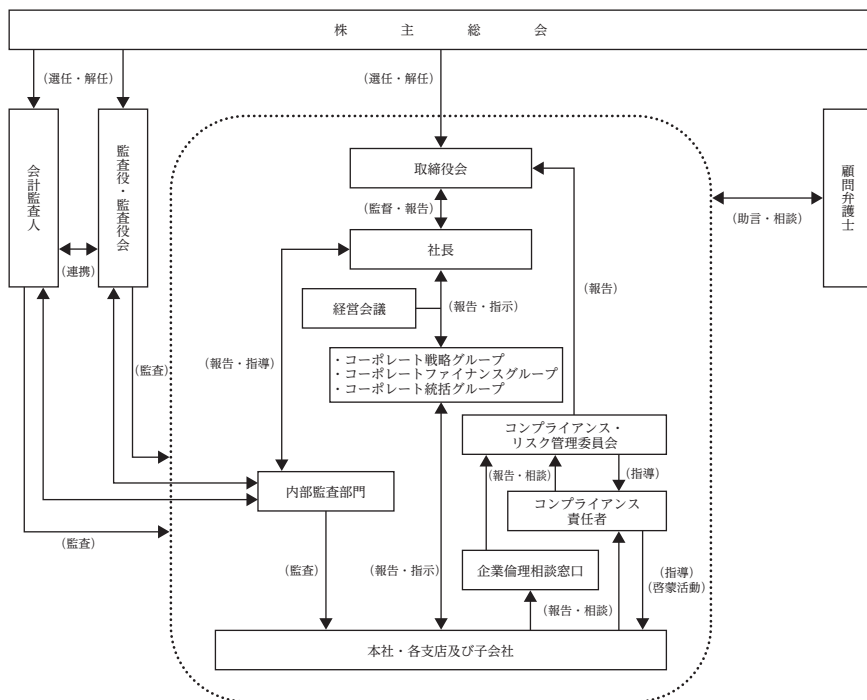 株主総会
（選任・解任）
（選任・解任）
会計監査人
監査役・監査役会
顧問弁護士
取締役会
（監督・報告）
（助言・相談）
（連携）
社長
（報告）
経営会議
（報告・指示）
（監査）
（報告・指導）
・コーポレート戦略グループ
・コーポレートファイナンスグループ
・コーポレート統括グループ
コンプライアンス・
リスク管理委員会
内部監査部門
（報告・相談）
（指導）
コンプライアンス
責任者
（監査）
（監査）
（報告・指示）
企業倫理相談窓口
（指導）
（啓蒙活動）
（報告・相談）
本社・各支店及び子会社